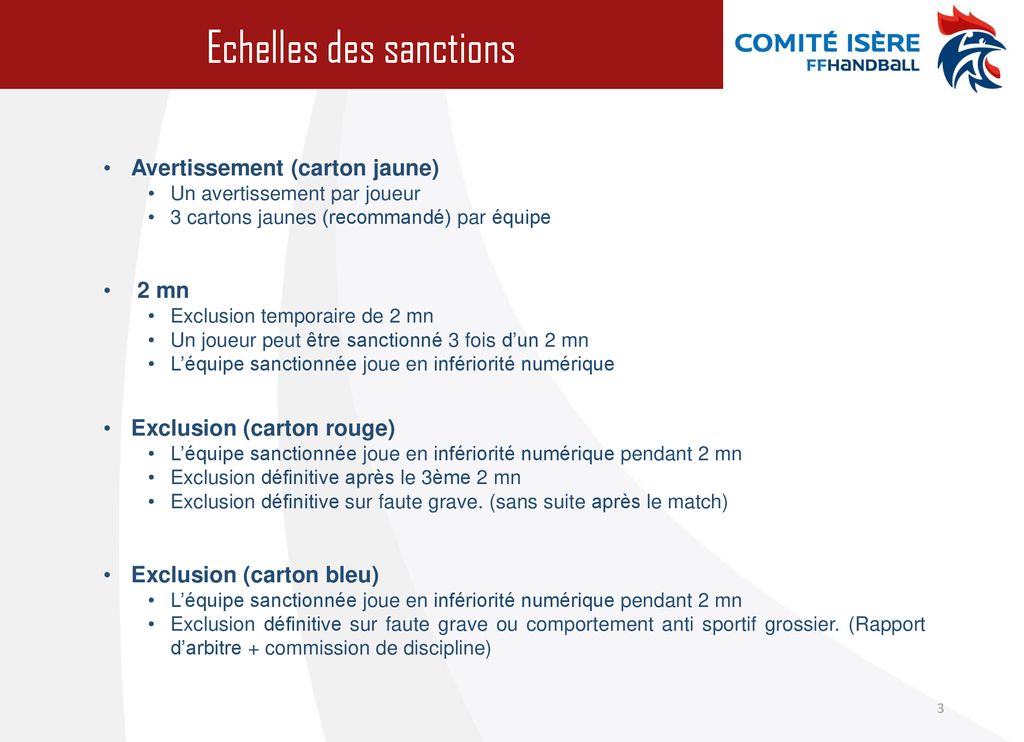 Echelles des sanctions
COMITÉ ISÈRE
FFHANDBALL
• Avertissement (carton jaune)
• Un avertissement par joueur
• 3 cartons jaunes (recommandé) par équipe
• 2 mn
• Exclusion temporaire de 2 mn
• Un joueur peut être sanctionné 3 fois d’un 2 mn
• L’équipe sanctionnée joue en infériorité numérique
• Exclusion (carton rouge)
• L’équipe sanctionnée joue en infériorité numérique pendant 2 mn
• Exclusion définitive après le 3ème 2 mn
• Exclusion définitive sur faute grave. (sans suite après le match)
• Exclusion (carton bleu)
• L’équipe sanctionnée joue en infériorité numérique pendant 2 mn
• Exclusion définitive sur faute grave ou comportement anti sportif grossier. (Rapport
d’arbitre + commission de discipline)
3